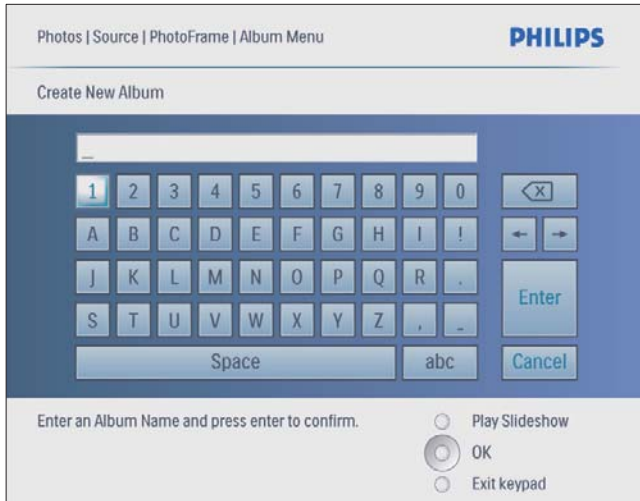 Photos | Source | PhotoFrame | Album Menu
PHILIPS
Create New Album
_
1 2 3 4 5 6 7 8 9 0
A B C D E F G H I !
← →
J K L M N O P Q R .
Enter
S T U V W X Y Z , _
Space abc Cancel
Enter an Album Name and press enter to confirm.
Play Slideshow
OK
Exit keypad